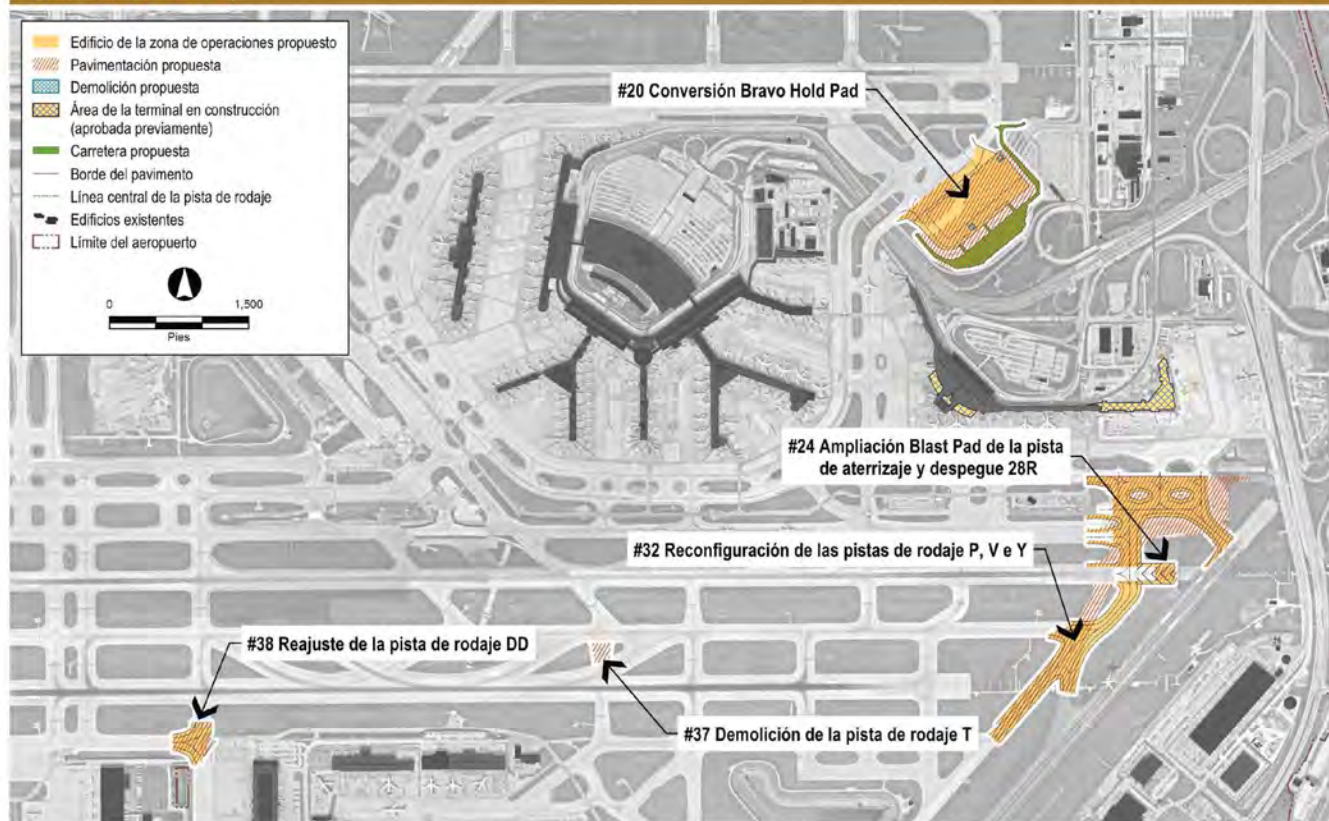 Edificio de la zona de operaciones propuesto
Pavimentación propuesta
Demolición propuesta
Área de la terminal en construcción
(aprobada previamente)
Carretera propuesta
Borde del pavimento
Línea central de la pista de rodaje
Edificios existentes
Límite del aeropuerto
0 1,500
Pies
#20 Conversión Bravo Hold Pad
#24 Ampliación Blast Pad de la pista
de aterrizaje y despegue 28R
#32 Reconfiguración de las pistas de rodaje P, V e Y
#38 Reajuste de la pista de rodaje DD
#37 Demolición de la pista de rodaje T